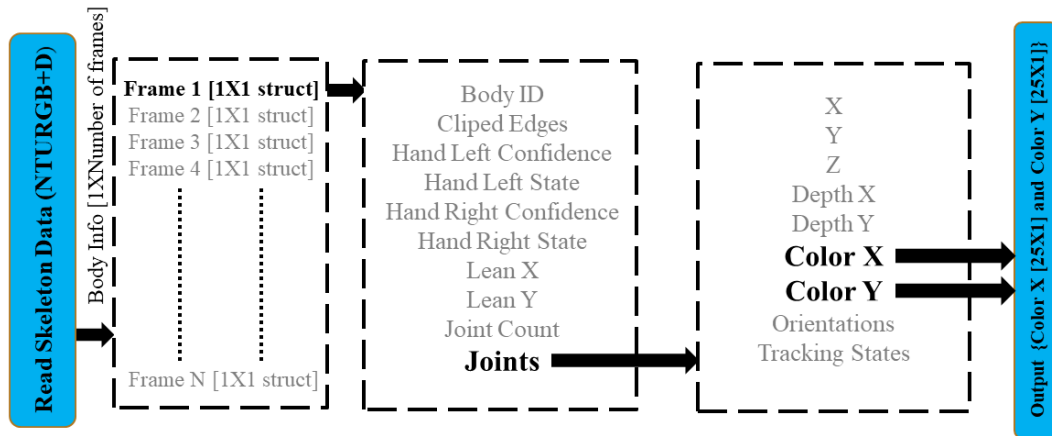 Read Skeleton Data (NTURGB+D)
Body Info [1XNumber of frames]
Frame 1 [1X1 struct]
Frame 2 [1X1 struct]
Frame 3 [1X1 struct]
Frame 4 [1X1 struct]
Frame N [1X1 struct]
Body ID
Cliped Edges
Hand Left Confidence
Hand Left State
Hand Right Confidence
Hand Right State
Lean X
Lean Y
Joint Count
Joints
X
Y
Z
Depth X
Depth Y
Color X
Color Y
Orientations
Tracking States
Output {Color X [25X1] and Color Y [25X1]}